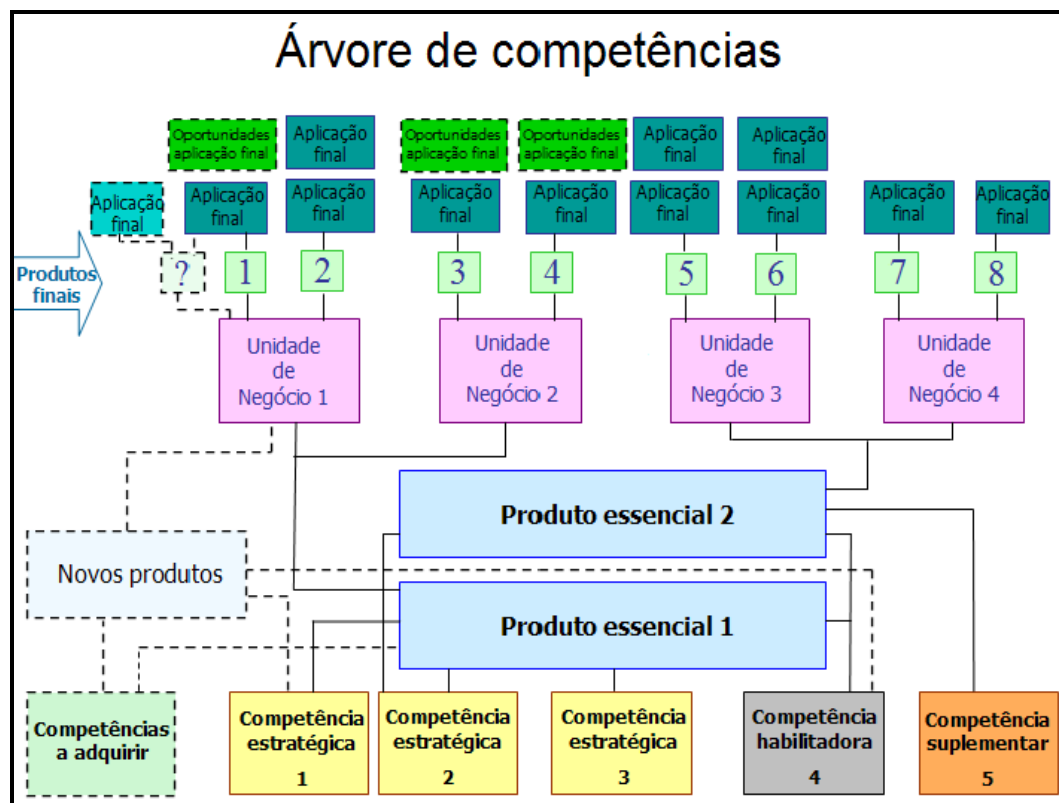 Árvore de competências
Oportunidades
aplicação final
Aplicação
final
Oportunidades
aplicação final
Oportunidades
aplicação final
Aplicação
final
Aplicação
final
Aplicação
final
Aplicação
final
Aplicação
final
Aplicação
final
Aplicação
final
Aplicação
final
Aplicação
final
Aplicação
final
Aplicação
final
Produtos
finais
?
1
2
3
4
5
6
7
8
Unidade
de
Negócio 1
Unidade
de
Negócio 2
Unidade
de
Negócio 3
Unidade
de
Negócio 4
Produto essencial 2
Novos produtos
Produto essencial 1
Competências
a adquirir
Competência
estratégica
1
Competência
estratégica
2
Competência
estratégica
3
Competência
habilitadora
4
Competência
suplementar
5